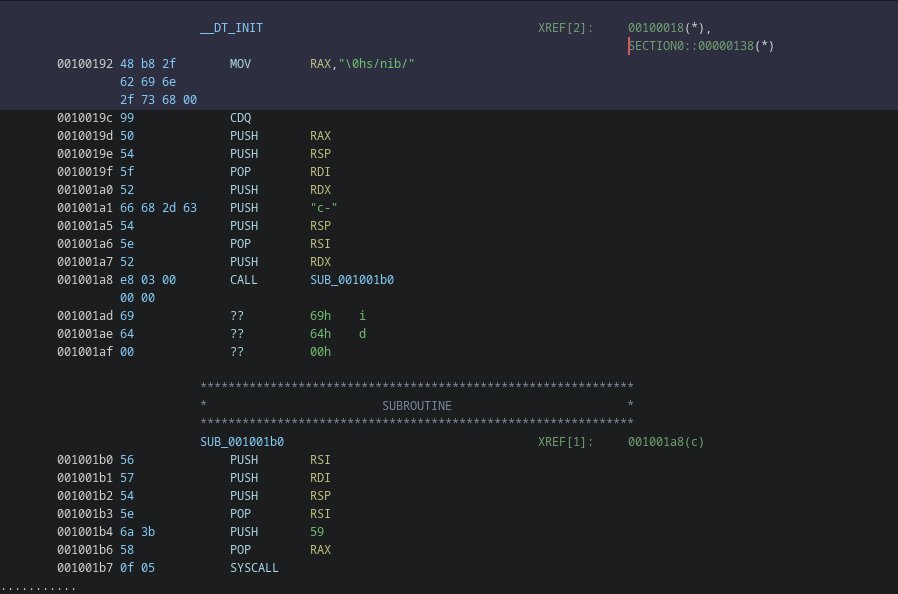 __DT_INIT XREF[2]: 00100018(*),
SECTION0::00000138(*)
00100192 48 b8 2f MOV RAX,"\0hs/nib/"
62 69 6e
2f 73 68 00
0010019c 99 CDQ
0010019d 50 PUSH RAX
0010019e 54 PUSH RSP
0010019f 5f POP RDI
001001a0 52 PUSH RDX
001001a1 66 68 2d 63 PUSH "c-"
001001a5 54 PUSH RSP
001001a6 5e POP RSI
001001a7 52 PUSH RDX
001001a8 e8 03 00 CALL SUB_001001b0
00 00
001001ad 69 ?? 69h i
001001ae 64 ?? 64h d
001001af 00 ?? 00h
**************************************************************
* SUBROUTINE *
**************************************************************
SUB_001001b0 XREF[1]: 001001a8(c)
001001b0 56 PUSH RSI
001001b1 57 PUSH RDI
001001b2 54 PUSH RSP
001001b3 5e POP RSI
001001b4 6a 3b PUSH 59
001001b6 58 POP RAX
001001b7 0f 05 SYSCALL
...........